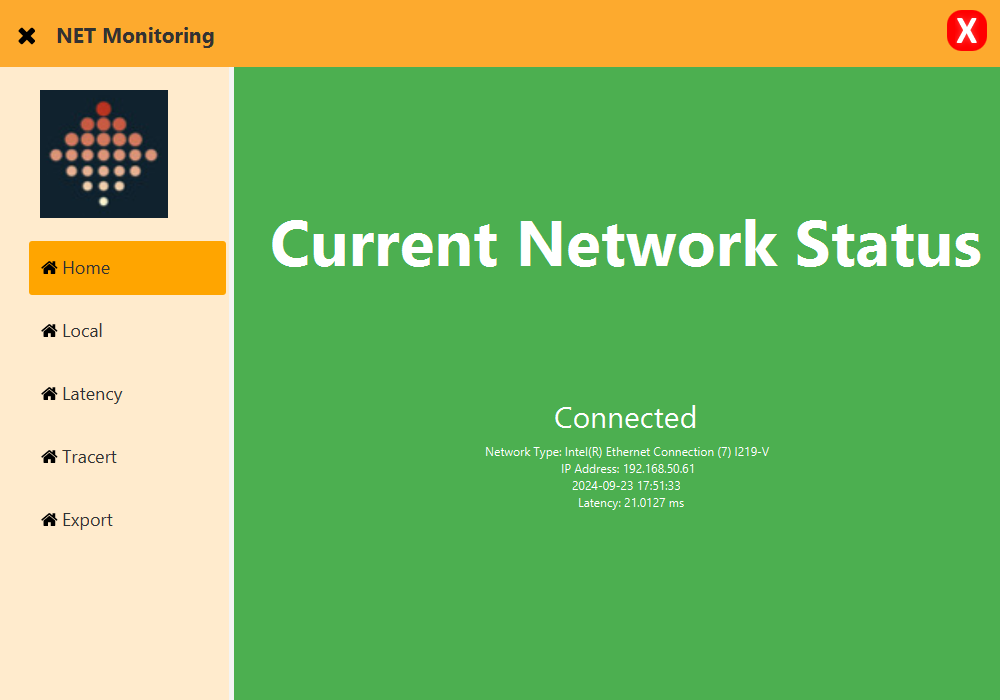 NET Monitoring
X
Home
Local
Latency
Tracert
Export
Current Network Status
Connected
Network Type: Intel(R) Ethernet Connection (7) I219-V
IP Address: 192.168.50.61
2024-09-23 17:51:33
Latency: 21.0127 ms